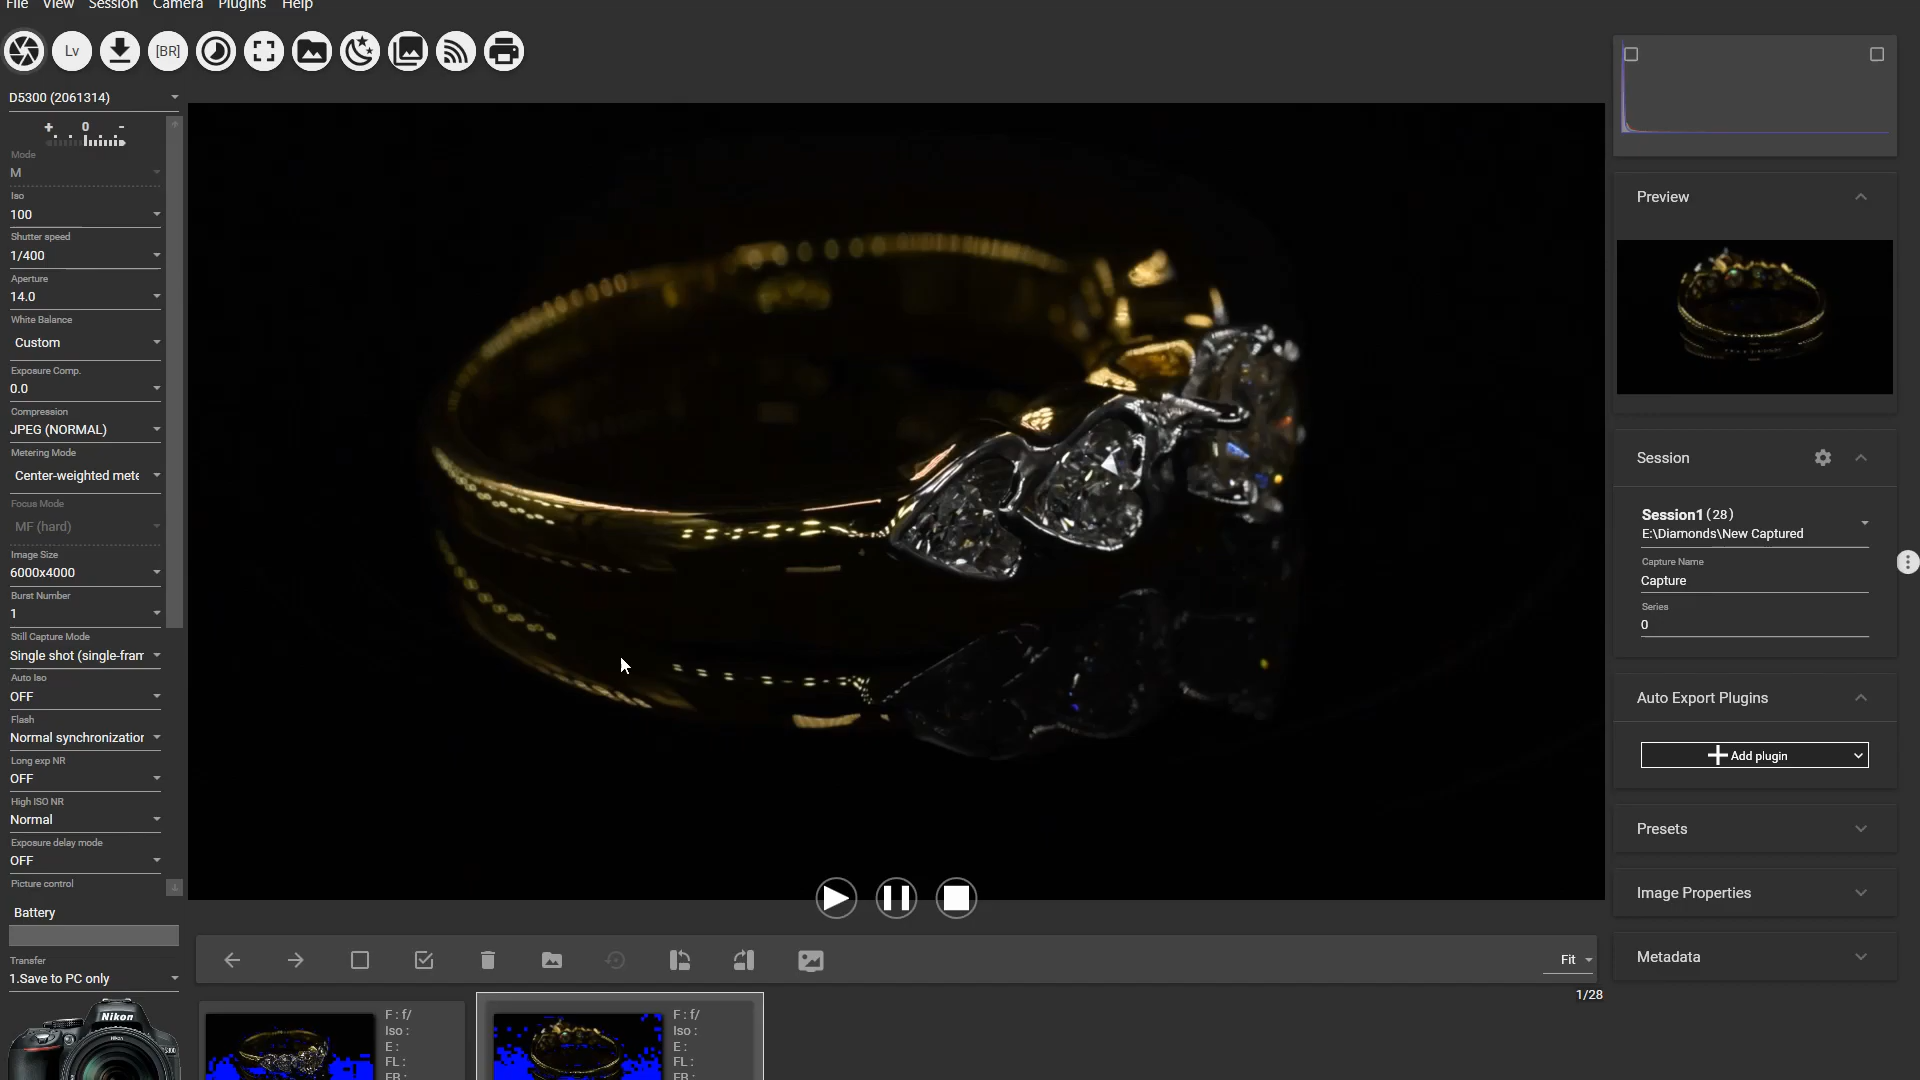 File View Session Camera Plugins Help
Lv [BR]
D5300 (2061314)
+ 0 -
Mode
M
Iso
100
Shutter speed
1/400
Aperture
14.0
White Balance
Custom
Exposure Comp.
0.0
Compression
JPEG (NORMAL)
Metering Mode
Center-weighted mete
Focus Mode
MF (hard)
Image Size
6000x4000
Burst Number
1
Still Capture Mode
Single shot (single-fram
Auto Iso
OFF
Flash
Normal synchronization
Long exp NR
OFF
High ISO NR
Normal
Exposure delay mode
OFF
Picture control
Battery
Transfer
1.Save to PC only
Nikon
Preview
Session
Session1 (28)
E:\Diamonds\New Captured
Capture Name
Capture
Series
0
Auto Export Plugins
Add plugin
Presets
Image Properties
Metadata
Fit
1/28
F : f/
Iso :
E :
FL :
EB :
F : f/
Iso :
E :
FL :
EB :